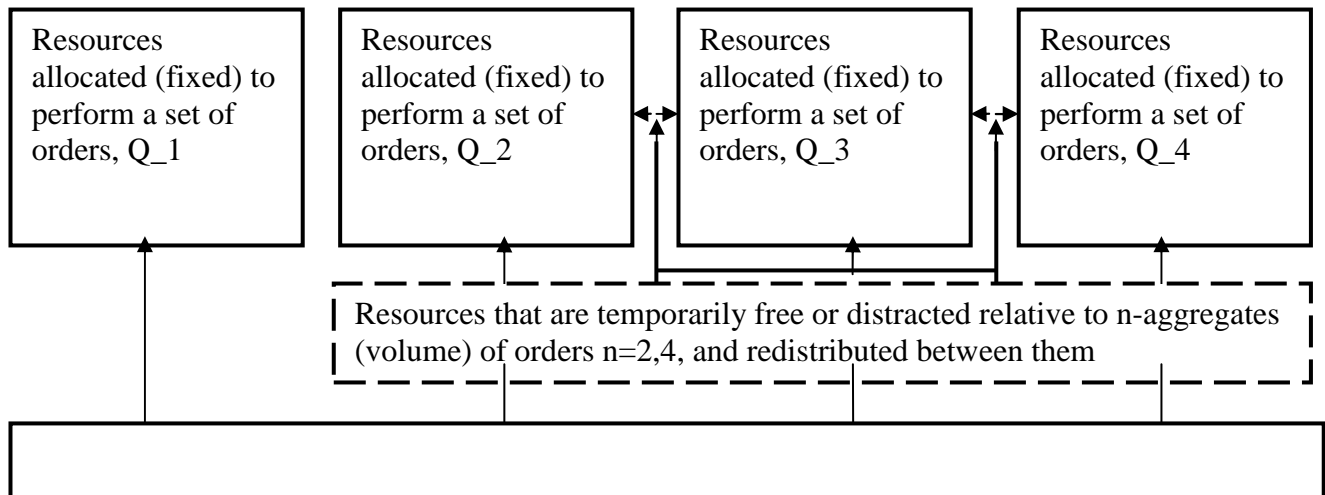 Resources
allocated (fixed) to
perform a set of
orders, Q_1
Resources
allocated (fixed) to
perform a set of
orders, Q_2
Resources
allocated (fixed) to
perform a set of
orders, Q_3
Resources
allocated (fixed) to
perform a set of
orders, Q_4
Resources that are temporarily free or distracted relative to n-aggregates
(volume) of orders n=2,4, and redistributed between them